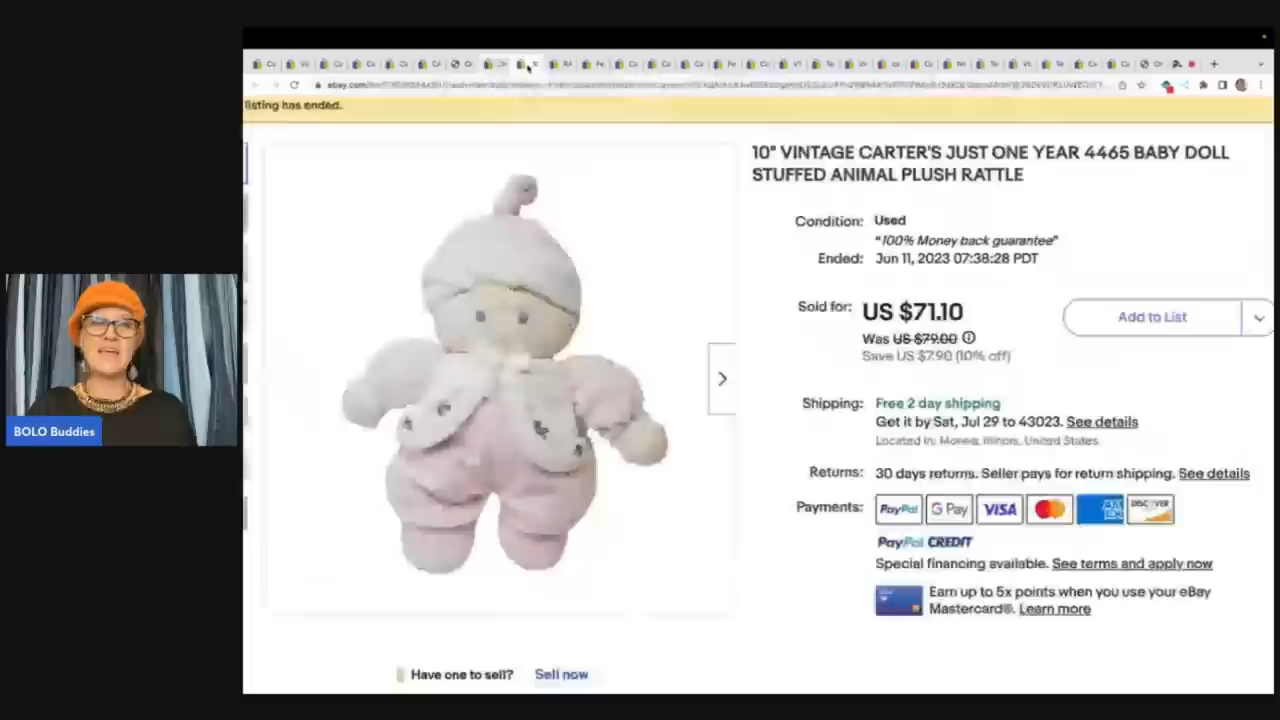 listing has ended.
10" VINTAGE CARTER'S JUST ONE YEAR 4465 BABY DOLL
STUFFED ANIMAL PLUSH RATTLE
Condition: Used
"100% Money back guarantee"
Ended: Jun 11, 2023 07:38:28 PDT
Sold for: US $71.10
Add to List
Was US $79.00
Save US $7.90 (10% off)
Shipping: Free 2 day shipping
Get it by Sat, Jul 29 to 43023. See details
Located in: Illinois, United States
Returns: 30 days returns. Seller pays for return shipping. See details
Payments: PayPal G Pay VISA DISCOVER
PayPal CREDIT
Special financing available. See terms and apply now
Earn up to 5x points when you use your eBay
Mastercard®. Learn more
Have one to sell? Sell now
BOLO Buddies